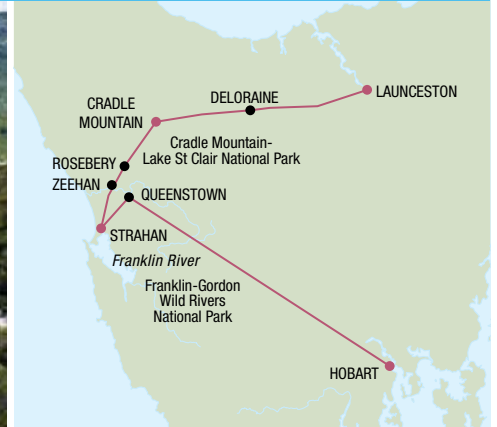 LAUNCESTON
DELORAINE
CRADLE
MOUNTAIN
Cradle Mountain-
Lake St Clair National Park
ROSEBERY
ZEEHAN
QUEENSTOWN
STRAHAN
Franklin River
Franklin-Gordon
Wild Rivers
National Park
HOBART